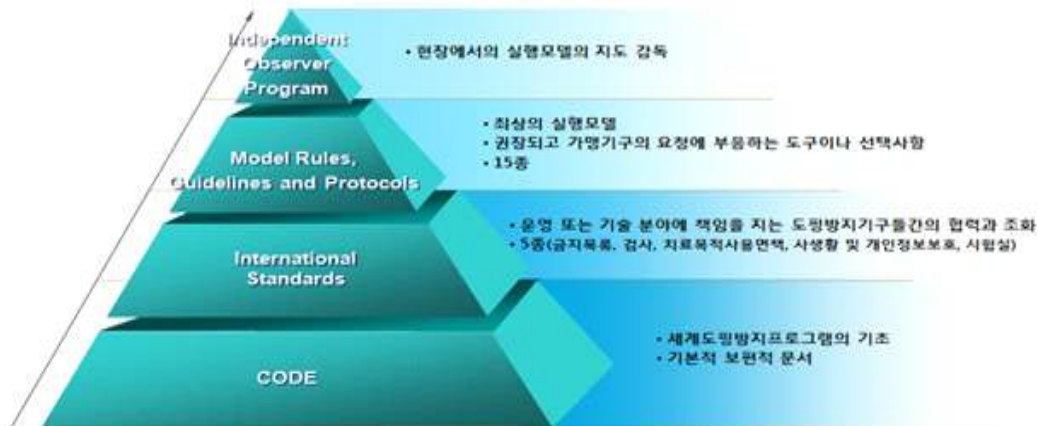 Independent
Observer
Program
• 현장에서의 실행모델의 지도 감독
Model Rules,
Guidelines and Protocols
• 최상의 실행모델
• 권장되고 가맹기구의 요청에 부응하는 도구이나 선택사항
• 15종
International
Standards
• 운영 또는 기술 분야에 책임을 지는 도핑방지기구들간의 협력과 조화
• 5종(금지목록, 검사, 치료목적사용면책, 사생활 및 개인정보보호, 시험실)
CODE
• 세계도핑방지프로그램의 기초
• 기본적 보편적 문서